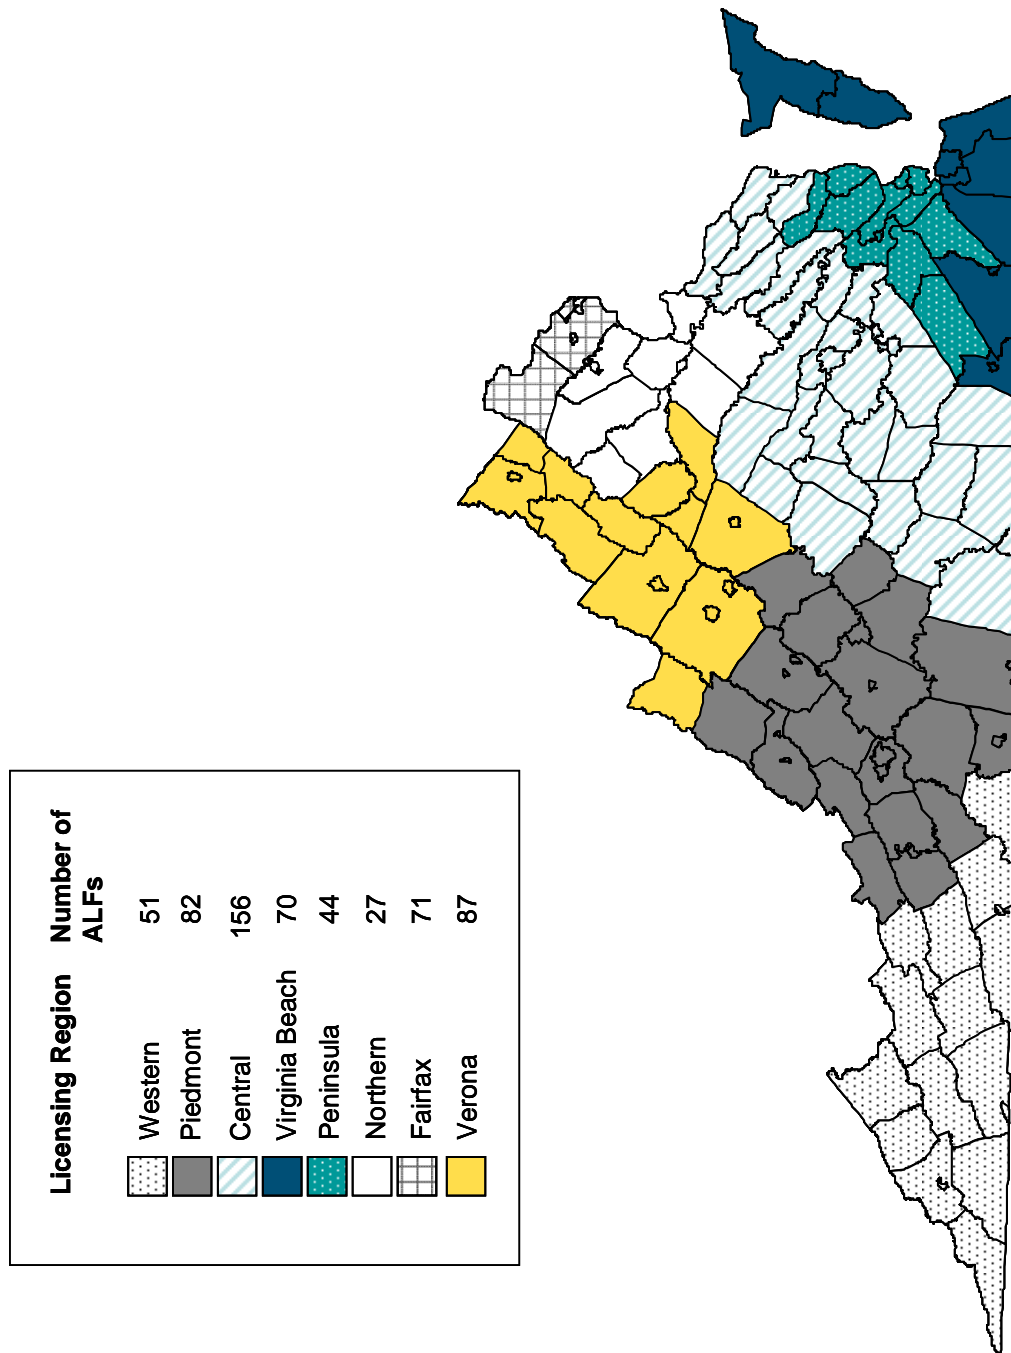 Licensing Region Number of
ALFs
Western 51
Piedmont 82
Central 156
Virginia Beach 70
Peninsula 44
Northern 27
Fairfax 71
Verona 87